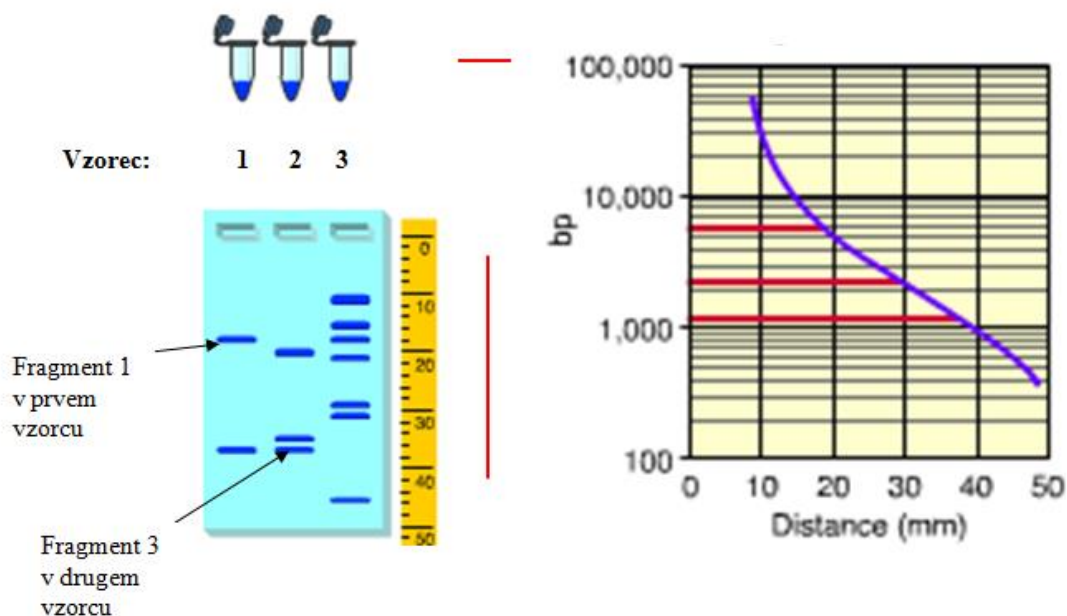 Vzorec:
1 2 3
0
10
20
30
40
50
Fragment 1
v prvem
vzorcu
Fragment 3
v drugem
vzorcu
100,000
10,000
1,000
100
bp
0 10 20 30 40 50
Distance (mm)